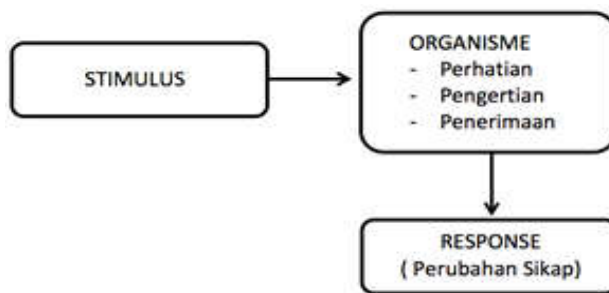 STIMULUS
ORGANISME
- Perhatian
- Pengertian
- Penerimaan
RESPONSE
( Perubahan Sikap)